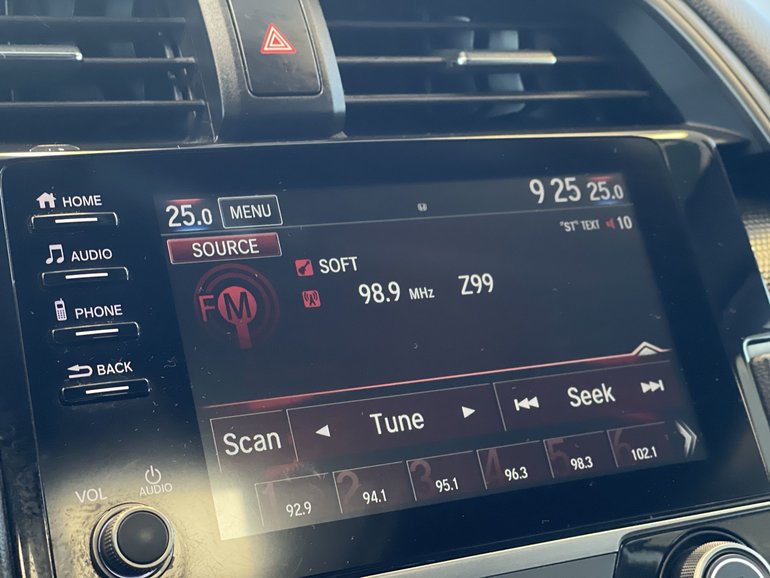 HOME
AUDIO
PHONE
BACK
VOL
AUDIO
25.0 MENU 9 25 25.0
SOURCE "ST" TEXT 10
FM
SOFT
98.9 MHz Z99
Scan Tune Seek
1 92.9 2 94.1 3 95.1 4 96.3 5 98.3 6 102.1